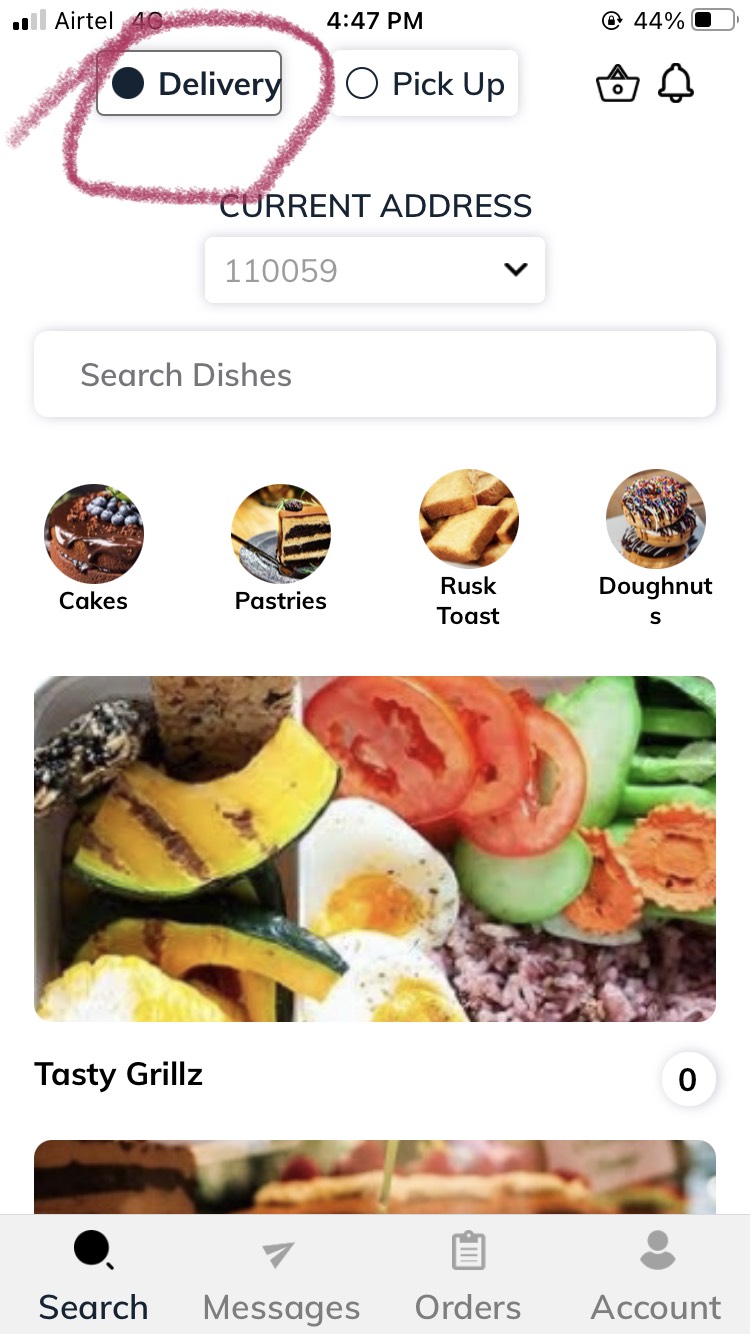 Airtel 4G 4:47 PM 44%
Delivery Pick Up
CURRENT ADDRESS
110059
Search Dishes
Cakes Pastries Rusk Doughnut
Toast s
Tasty Grillz 0
Search Messages Orders Account